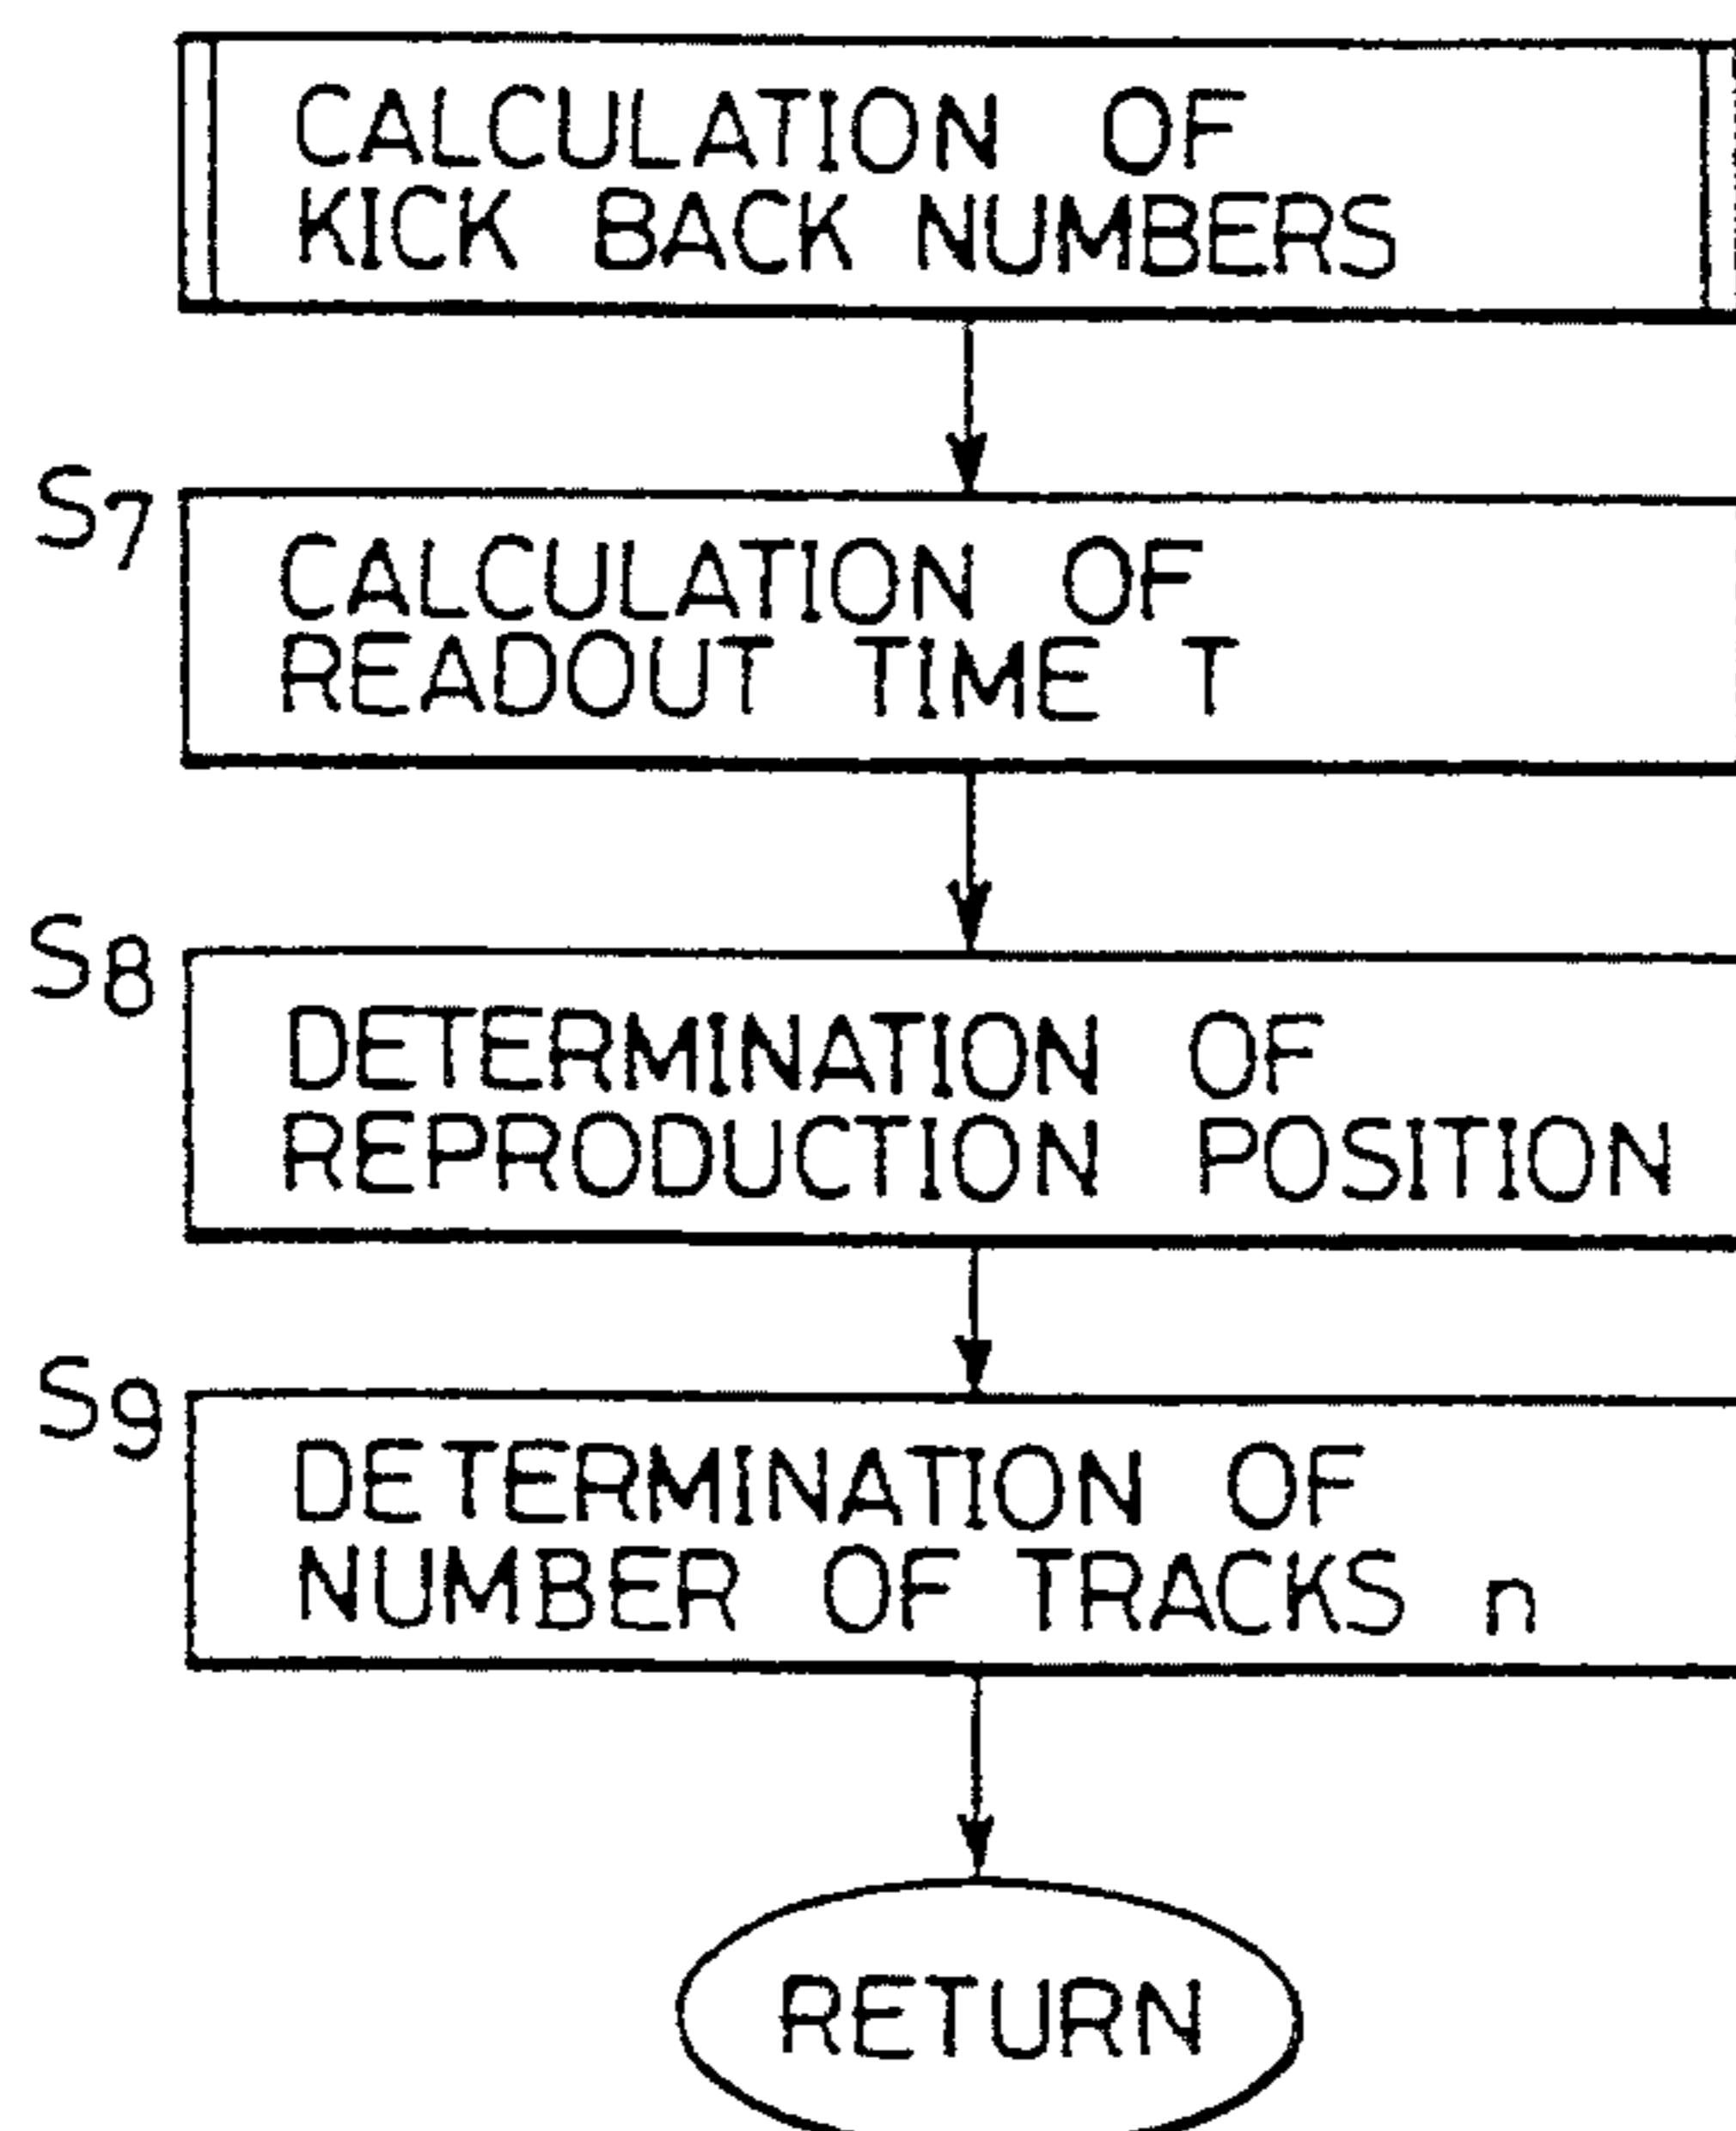 CALCULATION OF
KICK BACK NUMBERS
S7
CALCULATION OF
READOUT TIME T
S8
DETERMINATION OF
REPRODUCTION POSITION
S9
DETERMINATION OF
NUMBER OF TRACKS n
RETURN